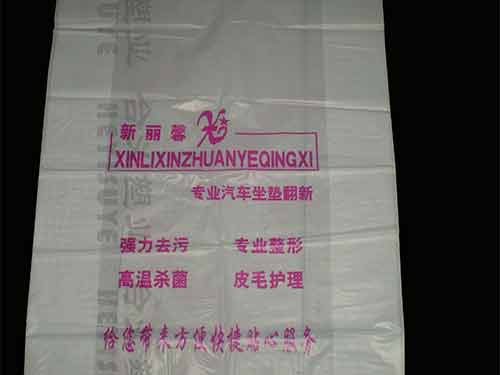 新丽馨
XINLIXINZHUANYEQINGXI
专业汽车坐垫翻新
强力去污 专业整形
高温杀菌 皮毛护理
给您带来方便快捷贴心服务